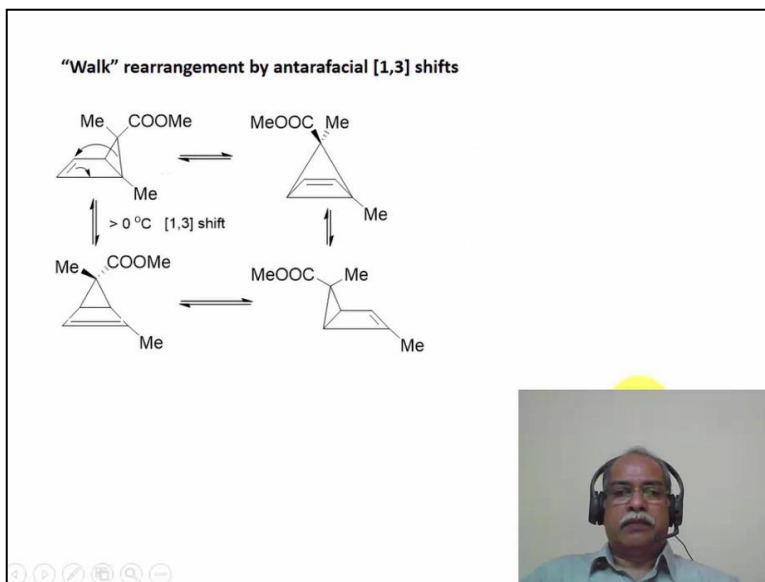 “Walk” rearrangement by antarafacial [1,3] shifts
Me COOMe
Me
MeOOC Me
Me
> 0 °C [1,3] shift
Me COOMe
Me
MeOOC Me
Me